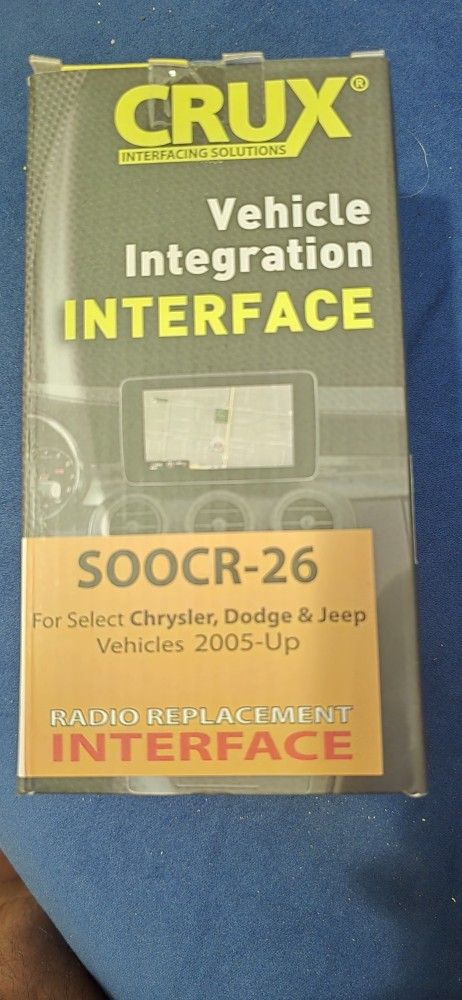 CRUX®
INTERFACING SOLUTIONS
Vehicle
Integration
INTERFACE
SOOCR-26
For Select Chrysler, Dodge & Jeep
Vehicles 2005-Up
RADIO REPLACEMENT
INTERFACE